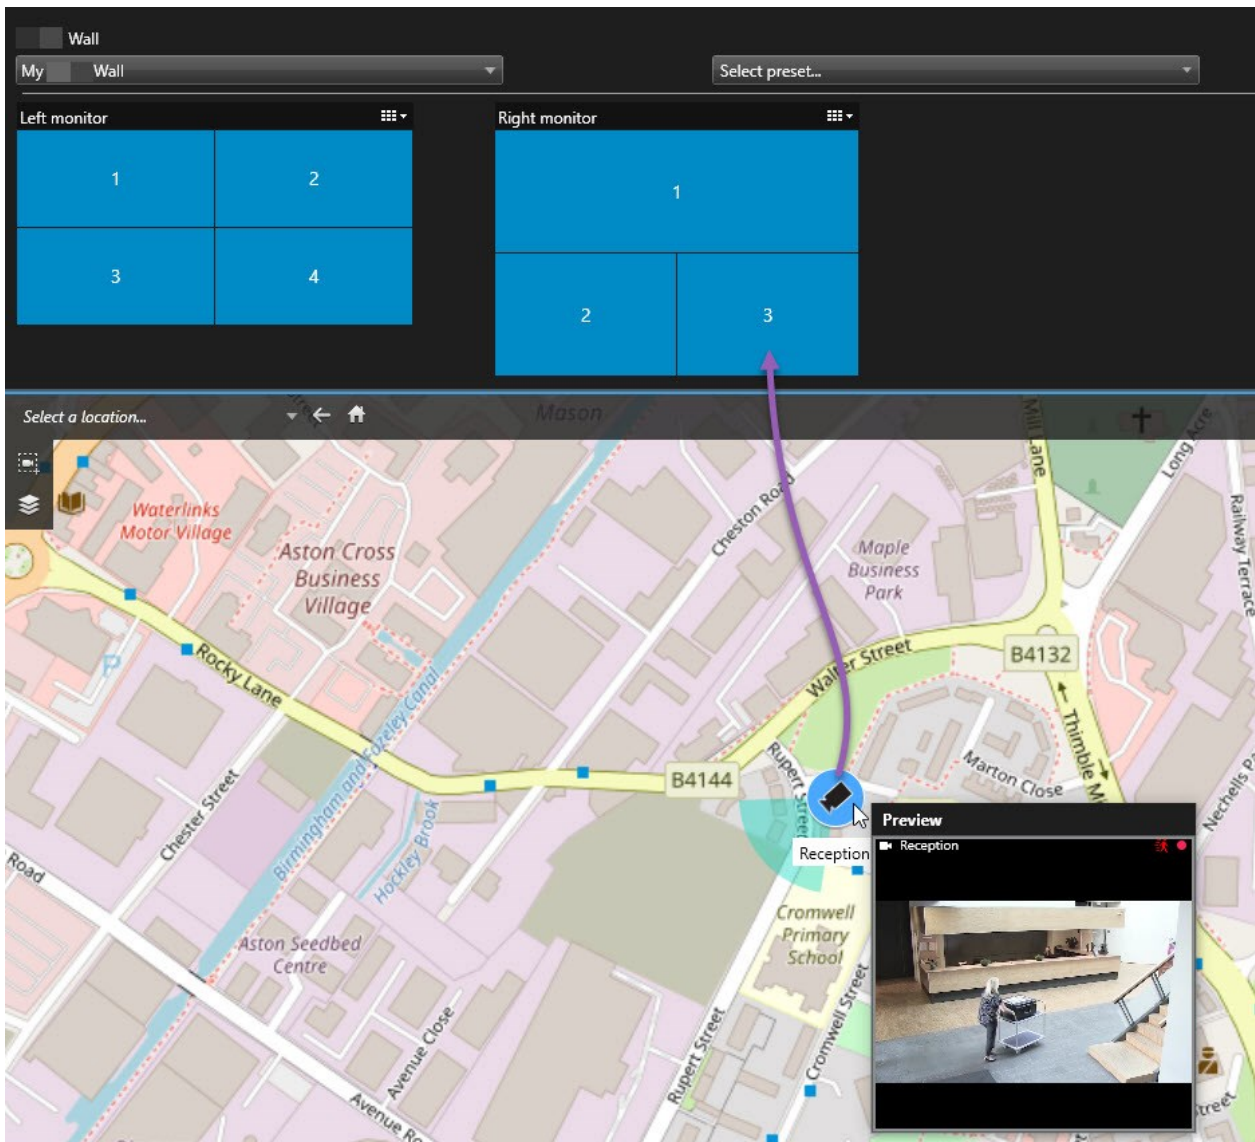 Wall
My Wall
Select preset...
Left monitor
Right monitor
1
2
3
4
1
2
3
Select a location...
Mason
Mill Lane
Long Acre
Railway Terrace
Waterlinks
Motor Village
Aston Cross
Business
Village
Cheston Road
Maple
Business
Park
P
Rocky Lane
Walter Street
B4132
Birmingham and Fazeley Canal
Thimble Mi
B4144
Rupert Street
Marton Close
Nechells P
Chester Street
Hockley Brook
Preview
Reception
Reception
Road
Cromwell
Primary
School
Aston Seedbed
Centre
Avenue Close
Rupert Street
Cromwell Street
Avenue Ro
Street